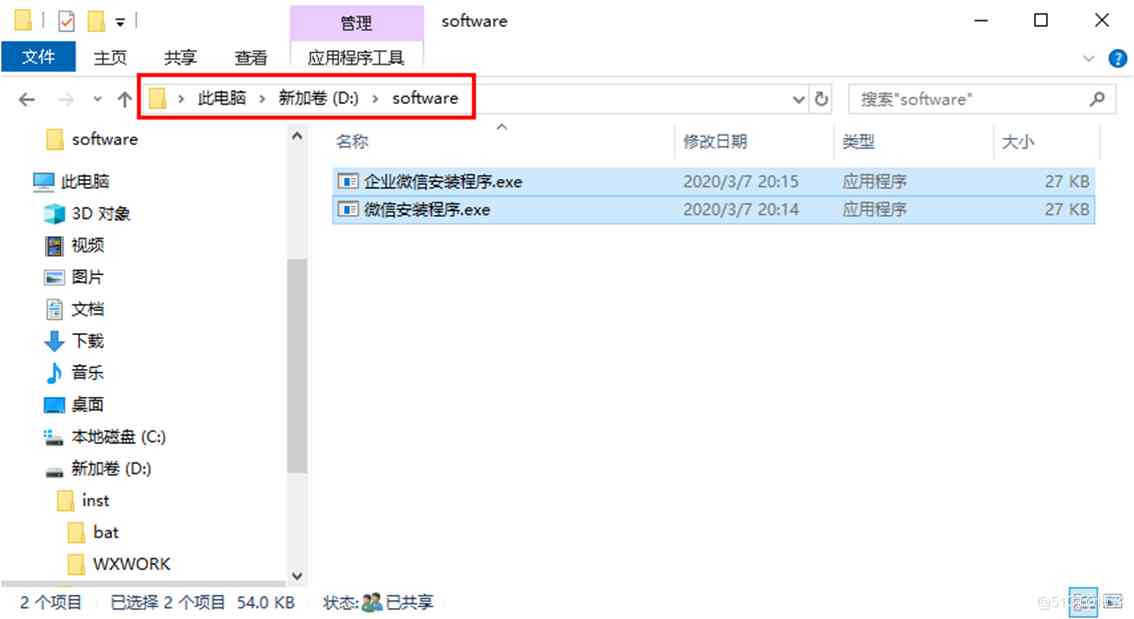 管理
software
文件
主页
共享
查看
应用程序工具
此电脑 > 新加卷 (D:) > software
搜索"software"
software
此电脑
3D 对象
视频
图片
文档
下载
音乐
桌面
本地磁盘 (C:)
新加卷 (D:)
inst
bat
WXWORK
名称 修改日期 类型 大小
企业微信安装程序.exe 2020/3/7 20:15 应用程序 27 KB
微信安装程序.exe 2020/3/7 20:14 应用程序 27 KB
2 个项目 已选择 2 个项目 54.0 KB 状态: 已共享